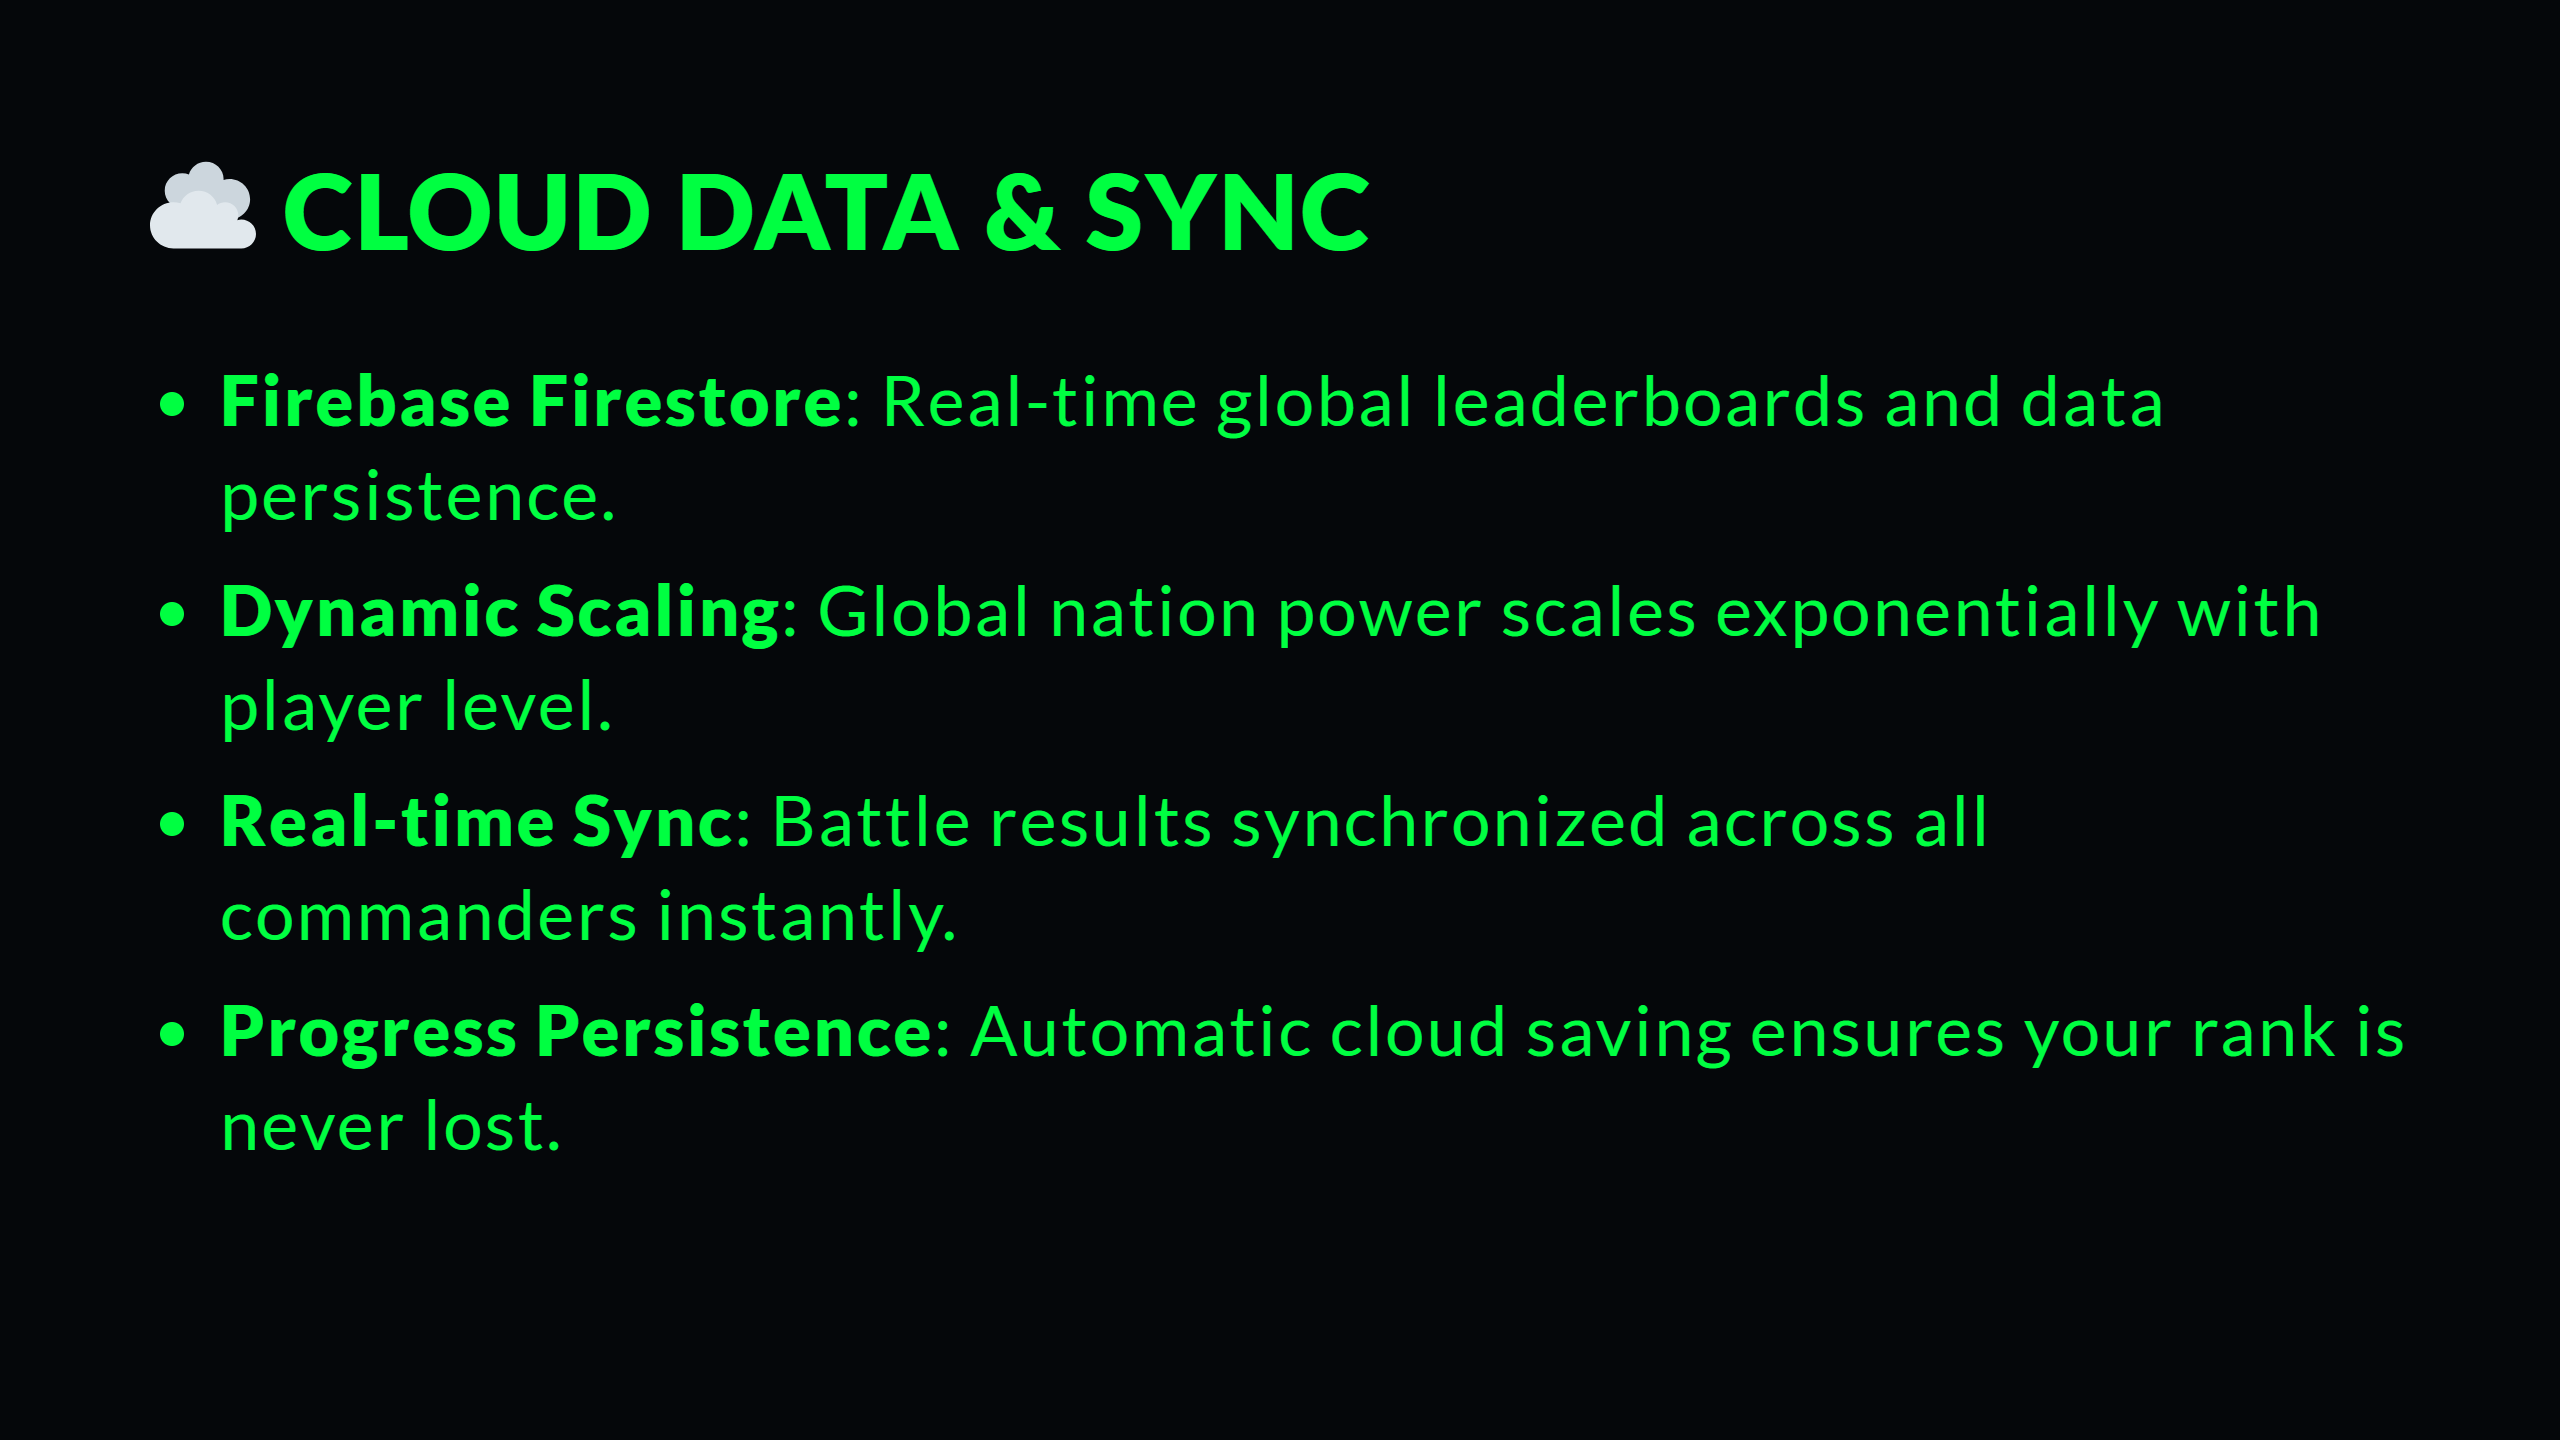 CLOUD DATA & SYNC
• Firebase Firestore: Real-time global leaderboards and data
persistence.
• Dynamic Scaling: Global nation power scales exponentially with
player level.
• Real-time Sync: Battle results synchronized across all
commanders instantly.
• Progress Persistence: Automatic cloud saving ensures your rank is
never lost.